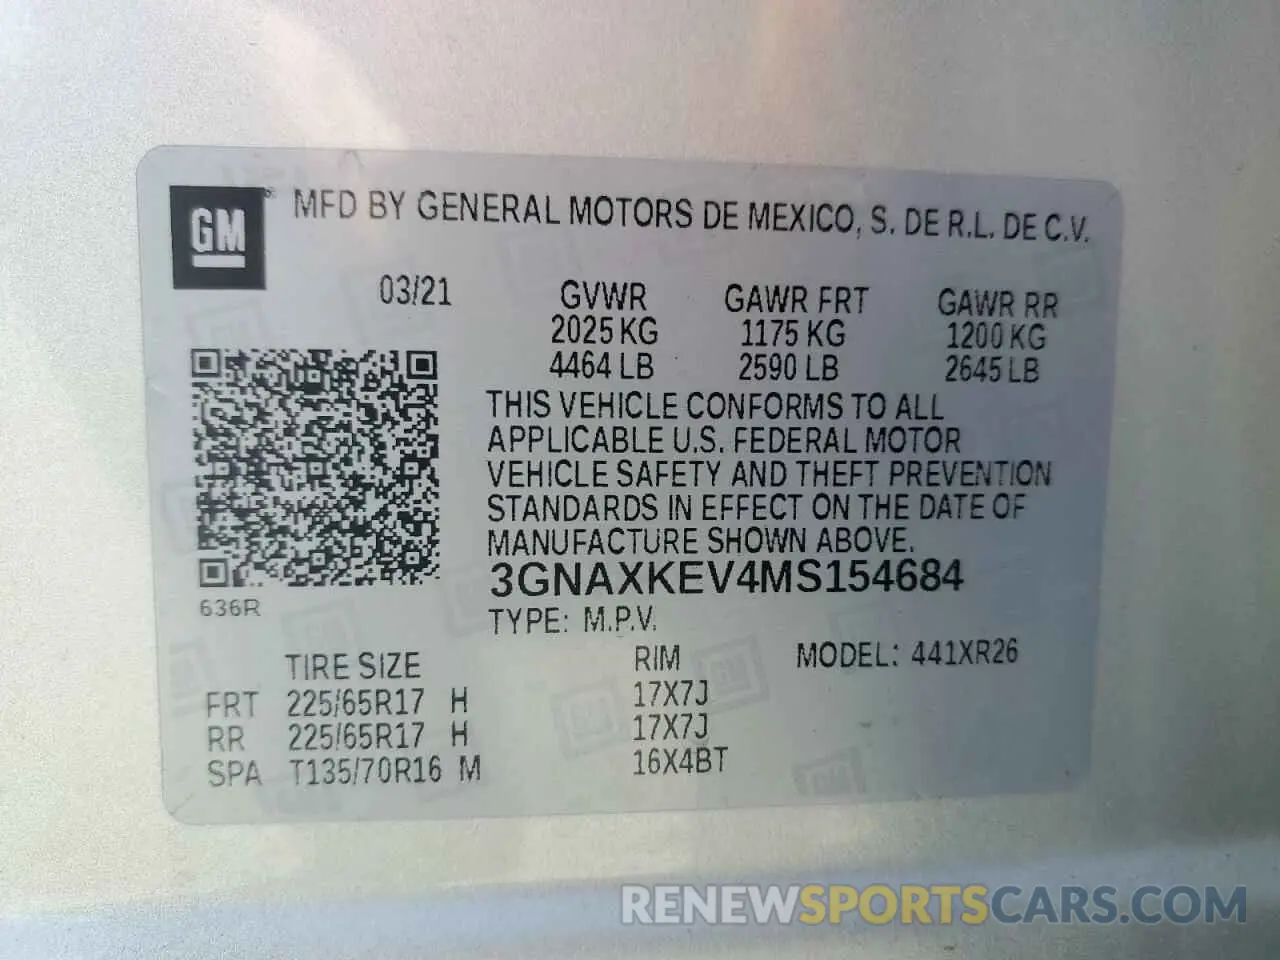 GM® MFD BY GENERAL MOTORS DE MEXICO, S. DE R.L. DE C.V.
03/21 GVWR GAWR FRT GAWR RR
2025 KG 1175 KG 1200 KG
4464 LB 2590 LB 2645 LB
THIS VEHICLE CONFORMS TO ALL
APPLICABLE U.S. FEDERAL MOTOR
VEHICLE SAFETY AND THEFT PREVENTION
STANDARDS IN EFFECT ON THE DATE OF
MANUFACTURE SHOWN ABOVE.
3GNAXKEV4MS154684
636R
TYPE: M.P.V.
TIRE SIZE RIM MODEL: 441XR26
FRT 225/65R17 H 17X7J
RR 225/65R17 H 17X7J
SPA T135/70R16 M 16X4BT
RENEWSPORTSCARS.COM